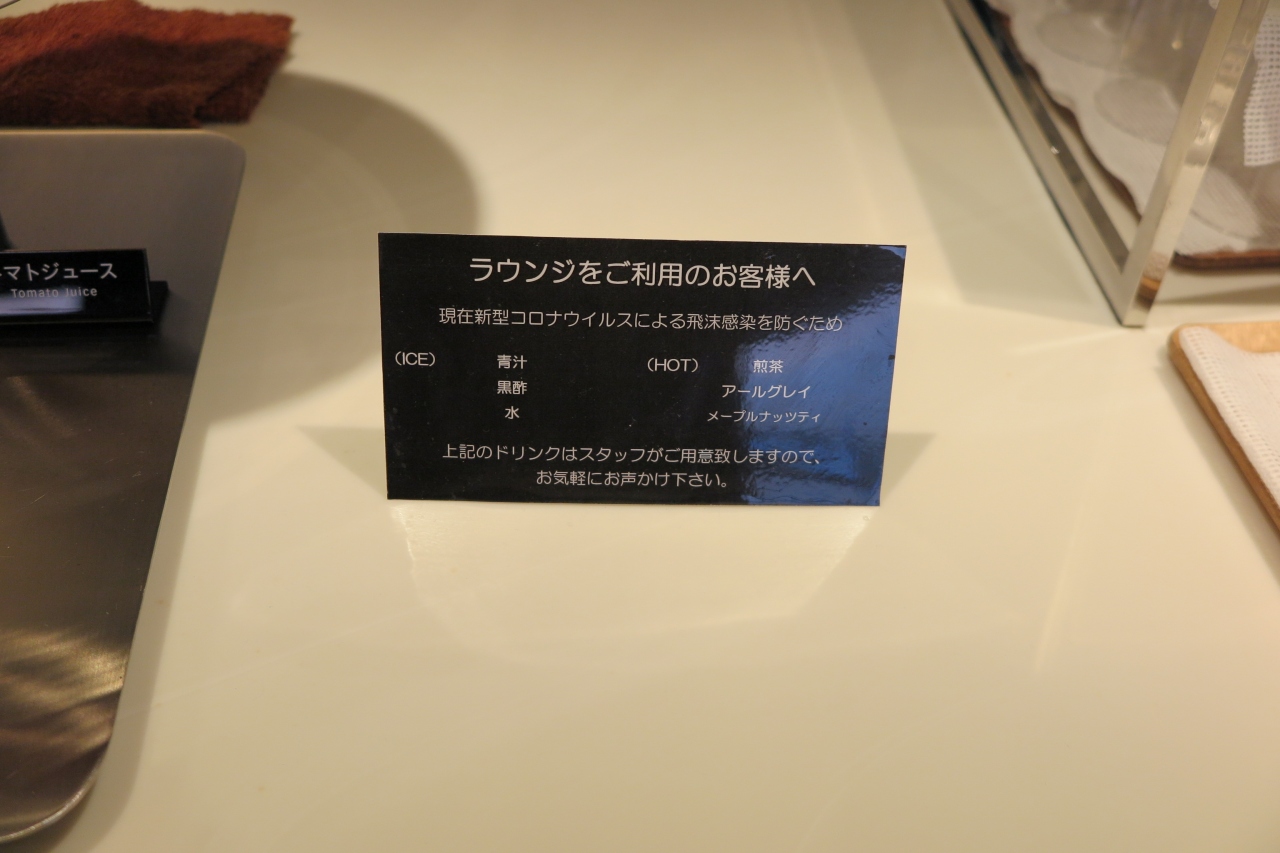 マトジュース
Tomato Juice
ラウンジをご利用のお客様へ
現在新型コロナウイルスによる飛沫感染を防ぐため
(ICE) 青汁 (HOT) 煎茶
黒酢 アールグレイ
水 メープルナッツティ
上記のドリンクはスタッフがご用意致しますので、
お気軽にお声かけ下さい。